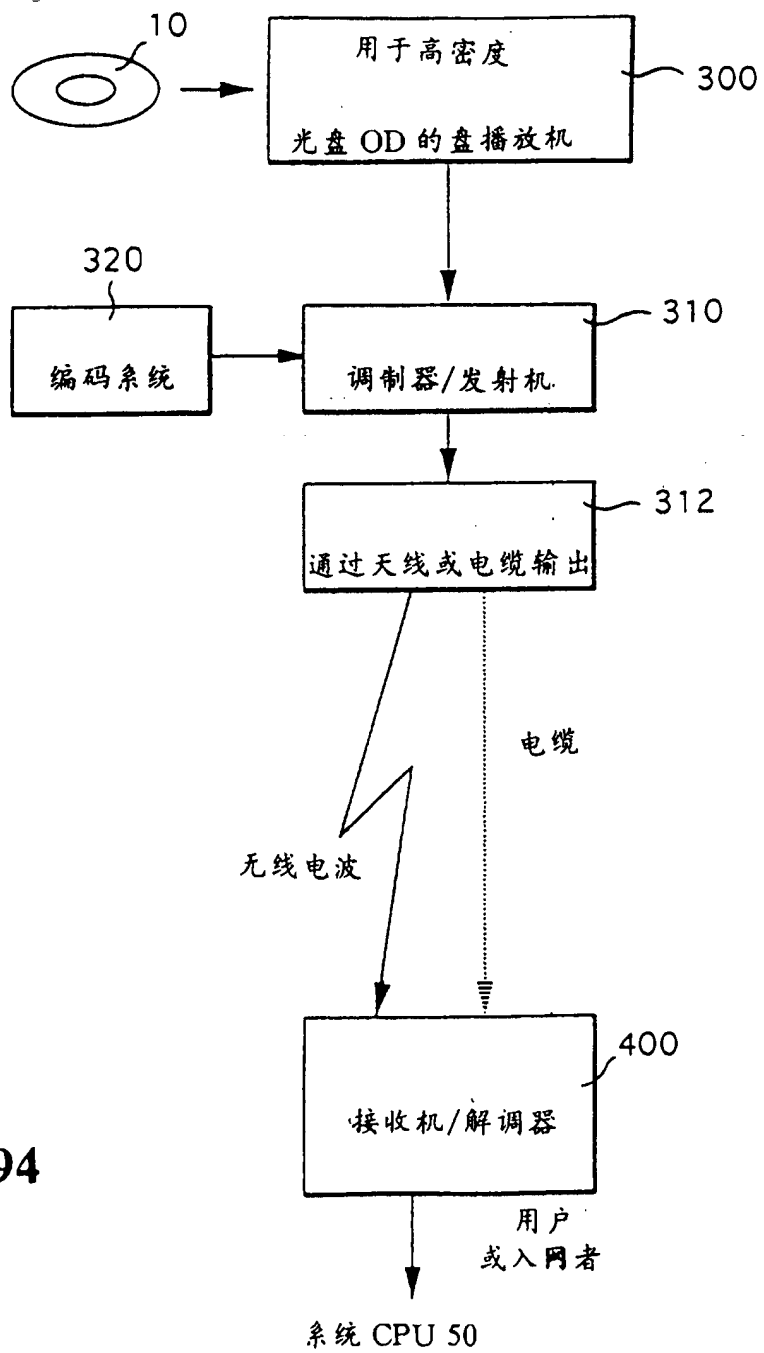 10
用于高密度
光盘 OD 的盘播放机
300
320
编码系统
310
调制器/发射机
312
通过天线或电缆输出
电缆
无线电波
400
接收机/解调器
94
用户
或入网者
系统 CPU 50